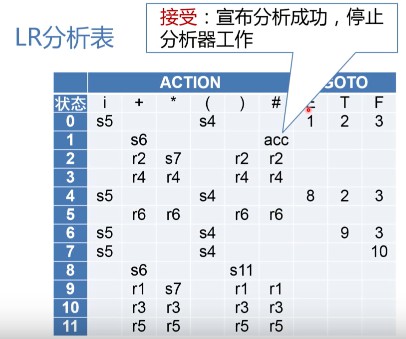 接受：宣布分析成功，停止
分析器工作
LR分析表
ACTION GOTO
状态 i + * ( ) # E T F
0 s5 s4 1 2 3
1 s6 acc
2 r2 s7 r2 r2
3 r4 r4 r4 r4
4 s5 s4 8 2 3
5 r6 r6 r6 r6
6 s5 s4 9 3
7 s5 s4 10
8 s6 s11
9 r1 s7 r1 r1
10 r3 r3 r3 r3
11 r5 r5 r5 r5